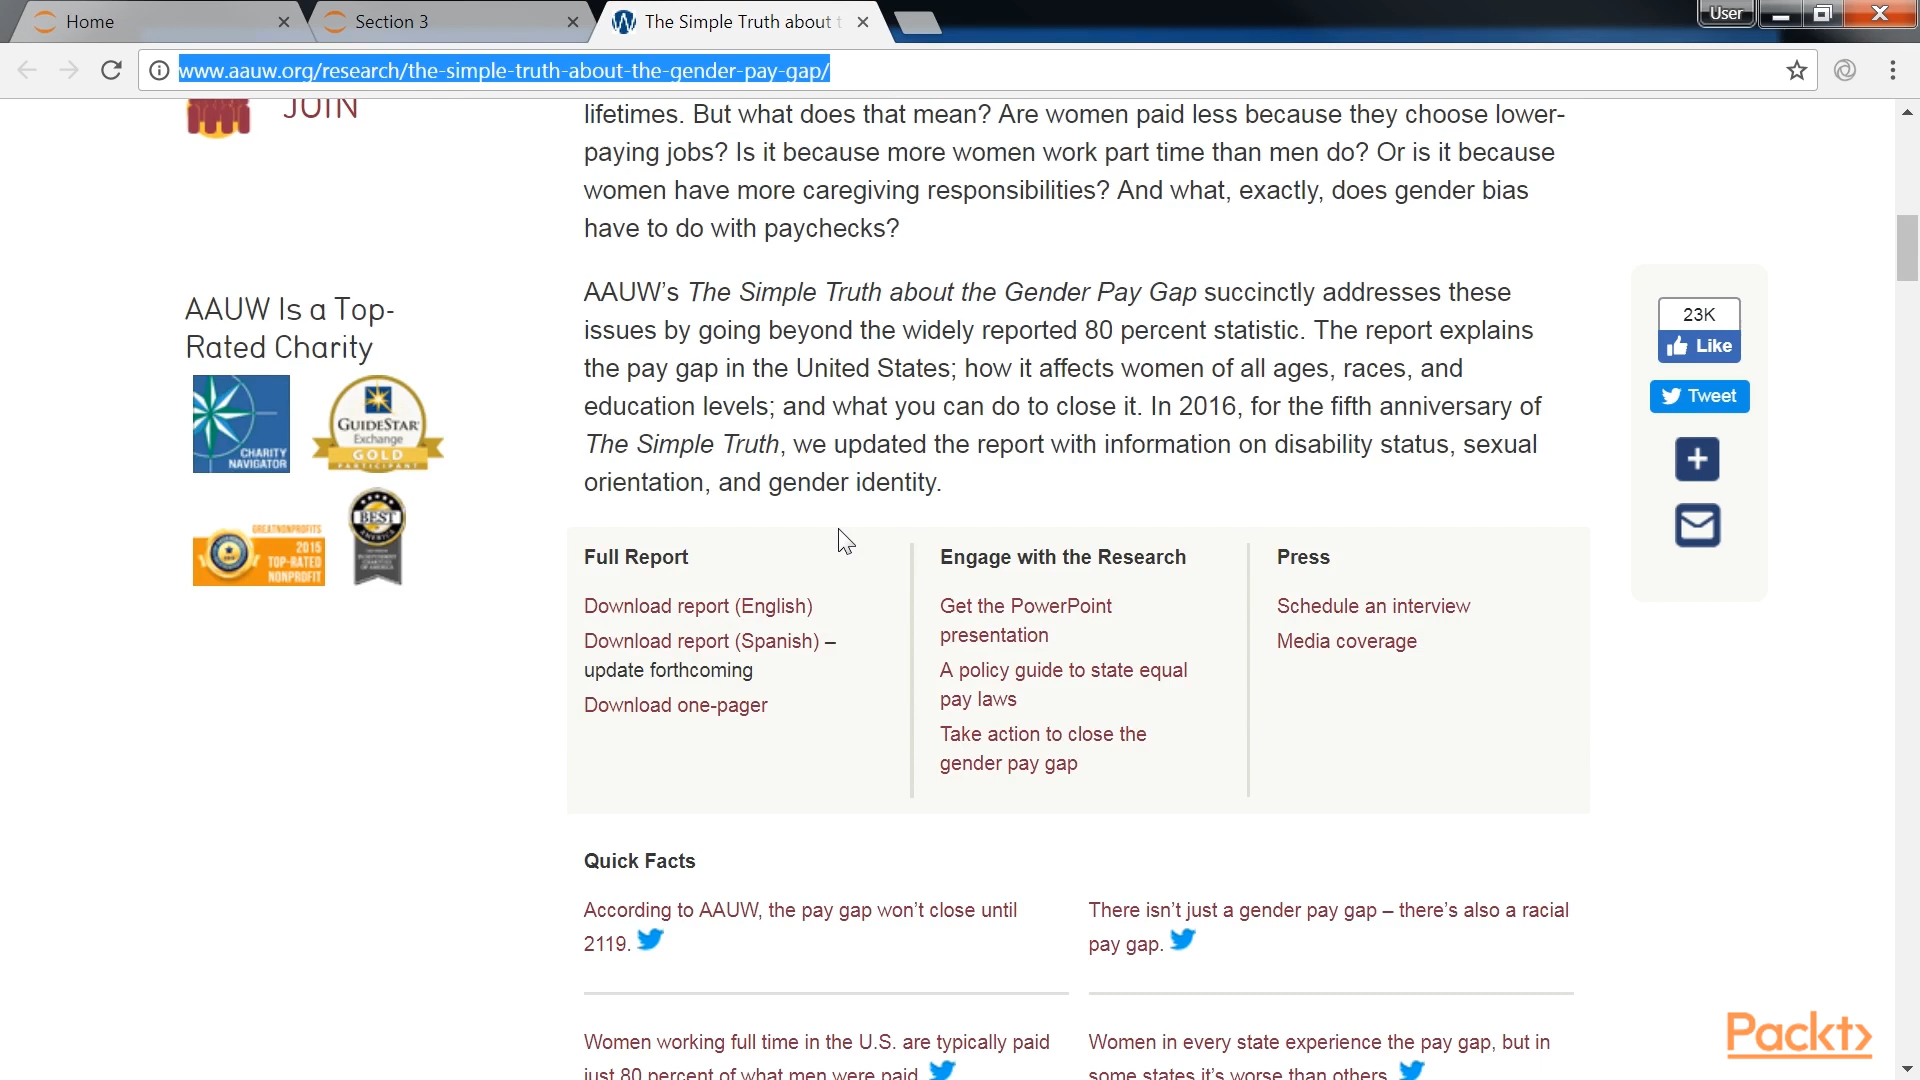 Home
Section 3
The Simple Truth about t
User
www.aauw.org/research/the-simple-truth-about-the-gender-pay-gap/
JOIN
lifetimes. But what does that mean? Are women paid less because they choose lower-
paying jobs? Is it because more women work part time than men do? Or is it because
women have more caregiving responsibilities? And what, exactly, does gender bias
have to do with paychecks?
AAUW Is a Top-
Rated Charity
CHARITY
NAVIGATOR
GUIDESTAR
Exchange
GOLD
PARTICIPANT
GREATNONPROFITS
2015
TOP-RATED
NONPROFIT
BEST
AAUW’s The Simple Truth about the Gender Pay Gap succinctly addresses these
issues by going beyond the widely reported 80 percent statistic. The report explains
the pay gap in the United States; how it affects women of all ages, races, and
education levels; and what you can do to close it. In 2016, for the fifth anniversary of
The Simple Truth, we updated the report with information on disability status, sexual
orientation, and gender identity.
23K
Like
Tweet
Full Report
Download report (English)
Download report (Spanish) –
update forthcoming
Download one-pager
Engage with the Research
Get the PowerPoint
presentation
A policy guide to state equal
pay laws
Take action to close the
gender pay gap
Press
Schedule an interview
Media coverage
Quick Facts
According to AAUW, the pay gap won’t close until
2119.
There isn’t just a gender pay gap – there’s also a racial
pay gap.
Women working full time in the U.S. are typically paid
just 80 percent of what men were paid.
Women in every state experience the pay gap, but in
some states it’s worse than others.
Packt